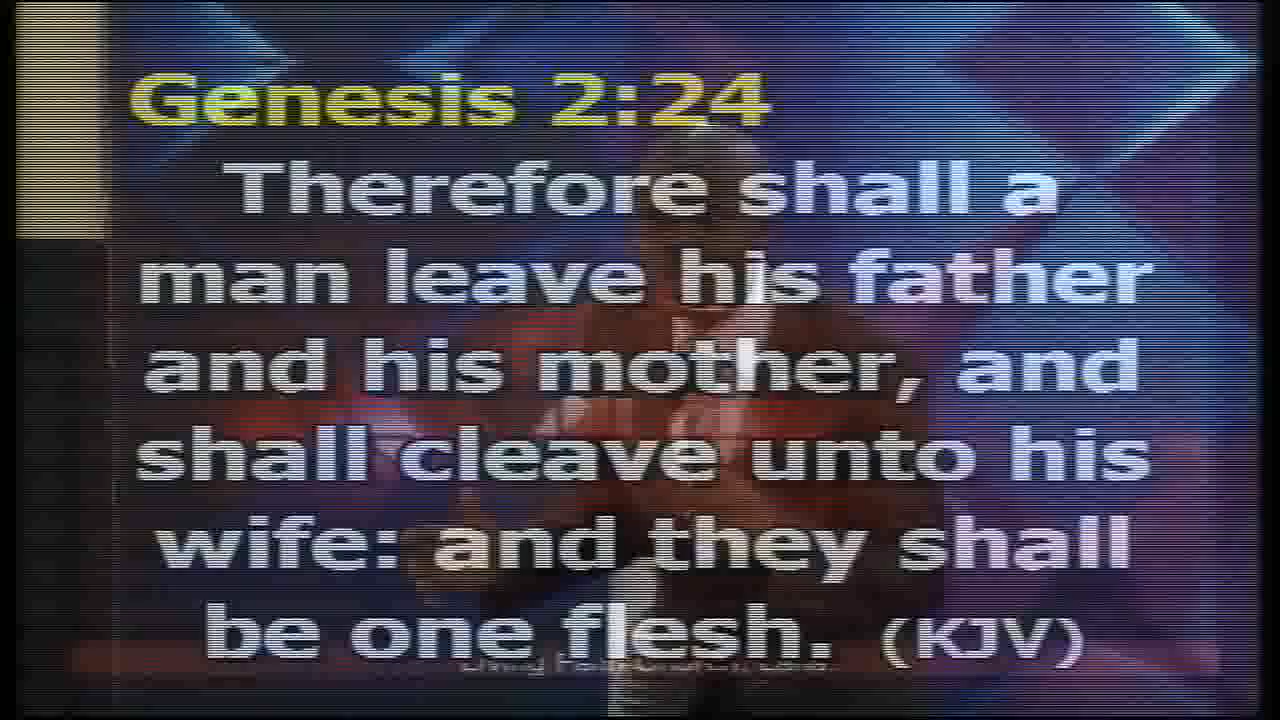 Genesis 2:24
Therefore shall a
man leave his father
and his mother, and
shall cleave unto his
wife: and they shall
be one flesh. (KJV)